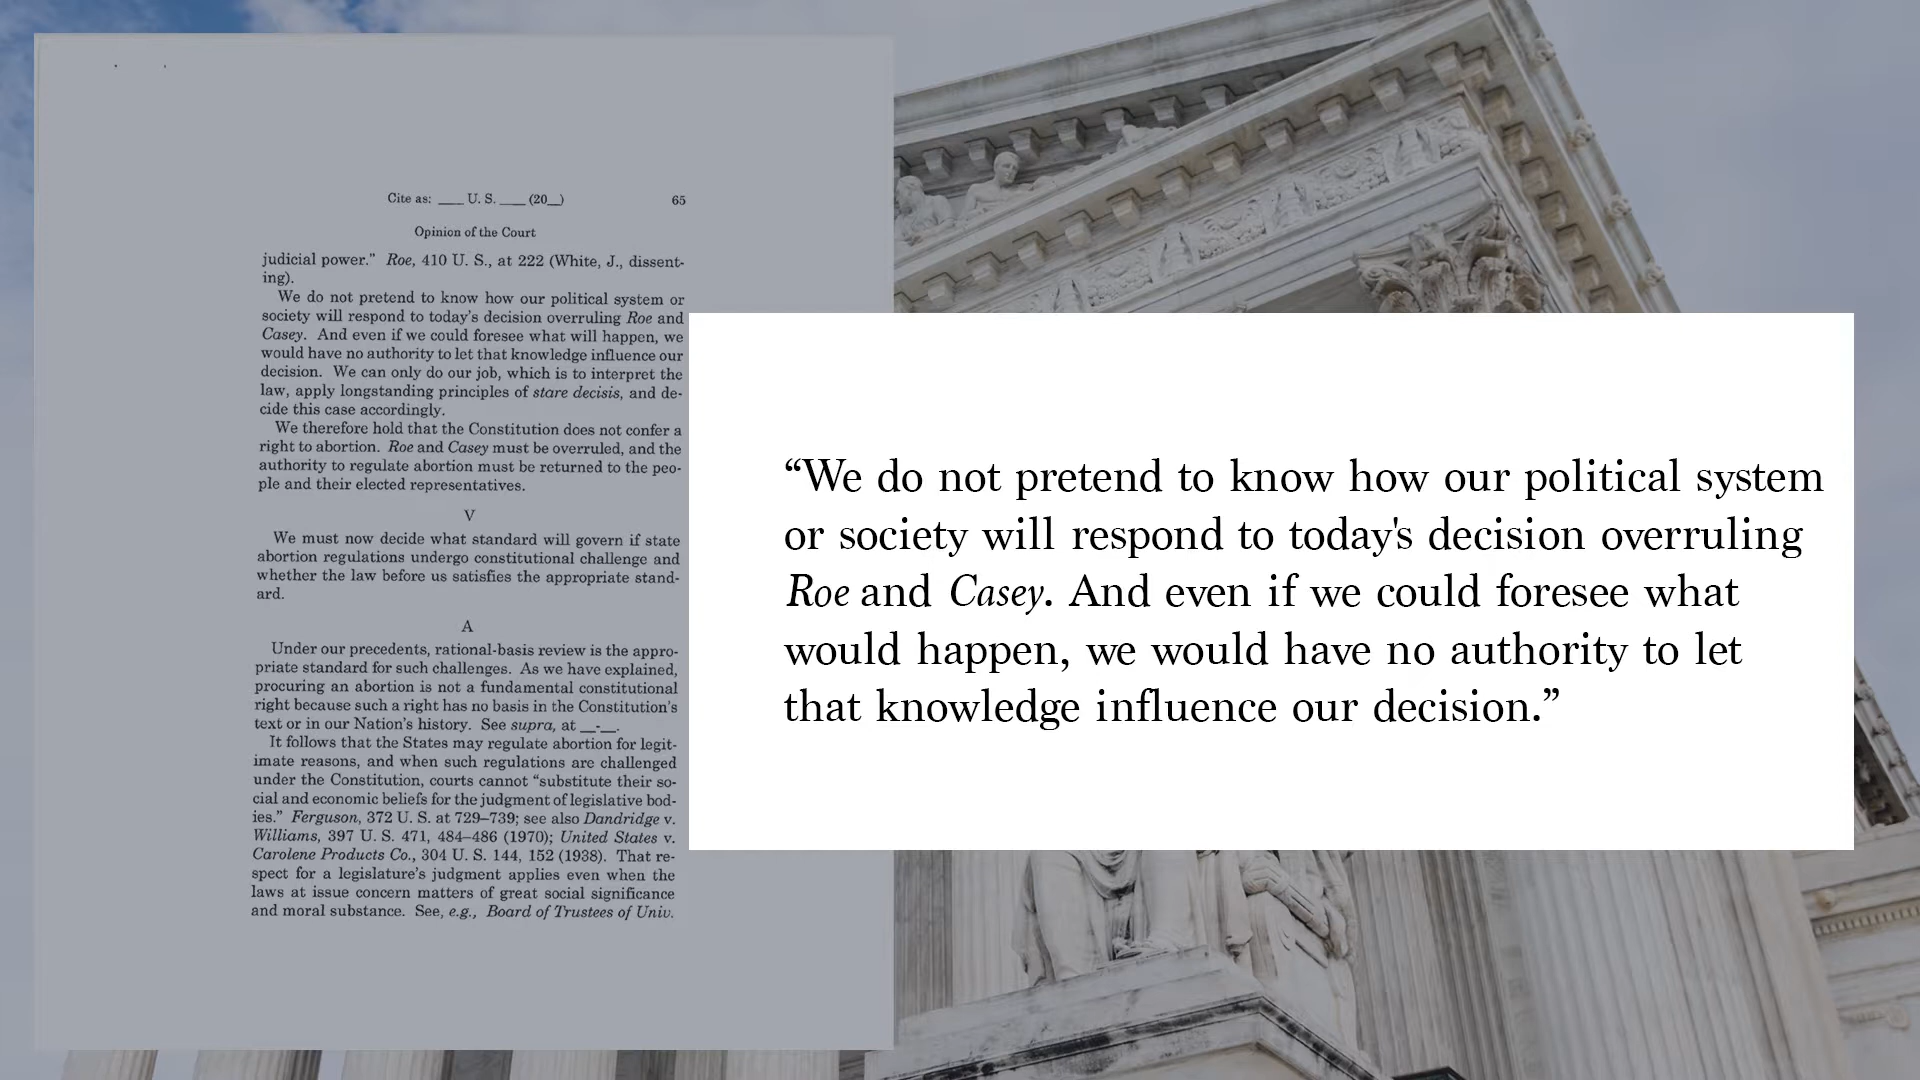 Cite as: ___ U. S. ___ (20_) 65
Opinion of the Court
judicial power.” Roe, 410 U. S., at 222 (White, J., dissent-
ing).
We do not pretend to know how our political system or
society will respond to today’s decision overruling Roe and
Casey. And even if we could foresee what will happen, we
would have no authority to let that knowledge influence our
decision. We can only do our job, which is to interpret the
law, apply longstanding principles of stare decisis, and de-
cide this case accordingly.
We therefore hold that the Constitution does not confer a
right to abortion. Roe and Casey must be overruled, and the
authority to regulate abortion must be returned to the peo-
ple and their elected representatives.
V
We must now decide what standard will govern if state
abortion regulations undergo constitutional challenge and
whether the law before us satisfies the appropriate stand-
ard.
A
Under our precedents, rational-basis review is the appro-
priate standard for such challenges. As we have explained,
procuring an abortion is not a fundamental constitutional
right because such a right has no basis in the Constitution’s
text or in our Nation’s history. See supra, at __-__.
It follows that the States may regulate abortion for legit-
imate reasons, and when such regulations are challenged
under the Constitution, courts cannot “substitute their so-
cial and economic beliefs for the judgment of legislative bod-
ies.” Ferguson, 372 U. S. at 729–739; see also Dandridge v.
Williams, 397 U. S. 471, 484–486 (1970); United States v.
Carolene Products Co., 304 U. S. 144, 152 (1938). That re-
spect for a legislature’s judgment applies even when the
laws at issue concern matters of great social significance
and moral substance. See, e.g., Board of Trustees of Univ.
“We do not pretend to know how our political system
or society will respond to today's decision overruling
Roe and Casey. And even if we could foresee what
would happen, we would have no authority to let
that knowledge influence our decision.”